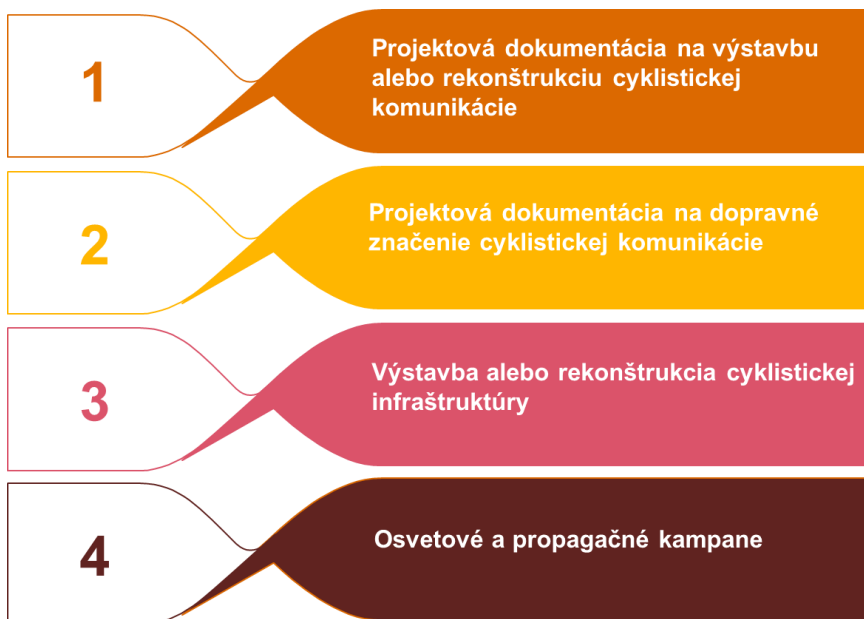 1
Projektová dokumentácia na výstavbu
alebo rekonštrukciu cyklistickej
komunikácie
2
Projektová dokumentácia na dopravné
značenie cyklistickej komunikácie
3
Výstavba alebo rekonštrukcia cyklistickej
infraštruktúry
4
Osvetové a propagačné kampane